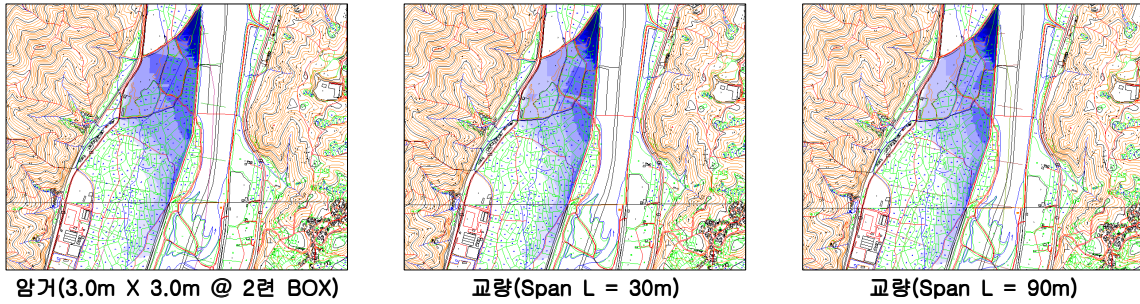 암거(3.0m X 3.0m @ 2련 BOX)
교량(Span L = 30m)
교량(Span L = 90m)